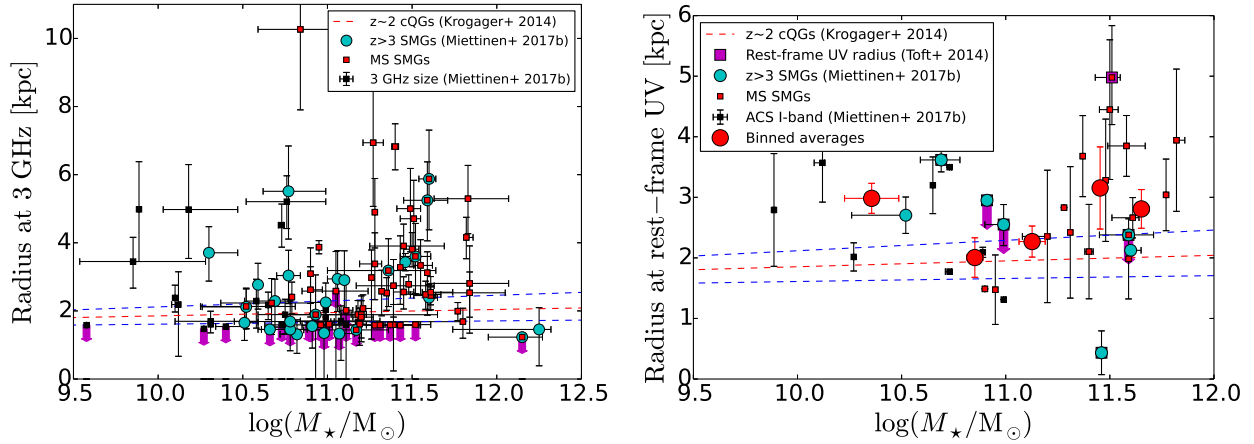 10
8
6
4
2
0
9.5
10.0
10.5
11.0
11.5
12.0
12.5
Radius at 3 GHz [kpc]
log(M⋆/M☉)
z~2 cQGs (Krogager+ 2014)
z>3 SMGs (Miettinen+ 2017b)
MS SMGs
3 GHz size (Miettinen+ 2017b)
6
5
4
3
2
1
0
9.5
10.0
10.5
11.0
11.5
12.0
Radius at rest−frame UV [kpc]
log(M⋆/M☉)
z~2 cQGs (Krogager+ 2014)
Rest-frame UV radius (Toft+ 2014)
z>3 SMGs (Miettinen+ 2017b)
MS SMGs
ACS I-band (Miettinen+ 2017b)
Binned averages